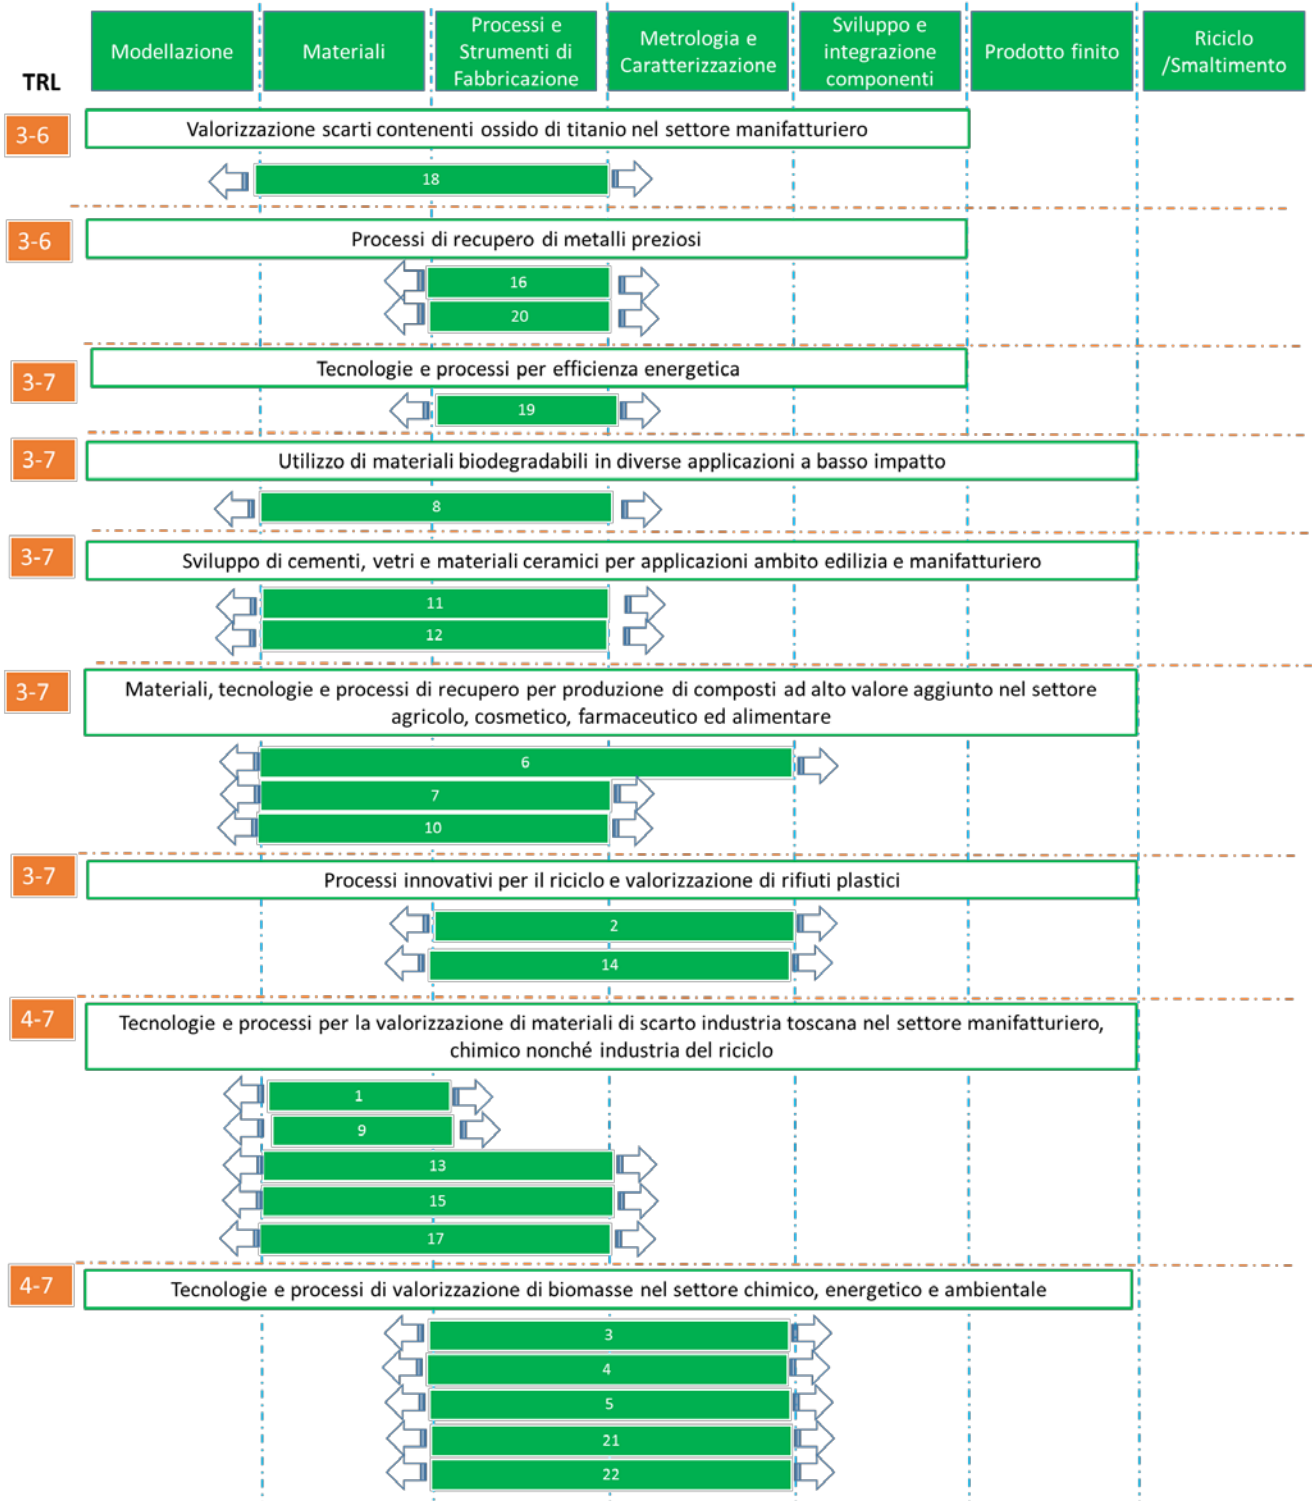 TRL
Modellazione
Materiali
Processi e
Strumenti di
Fabbricazione
Metrologia e
Caratterizzazione
Sviluppo e
integrazione
componenti
Prodotto finito
Riciclo
/Smaltimento
3-6
Valorizzazione scarti contenenti ossido di titanio nel settore manifatturiero
18
3-6
Processi di recupero di metalli preziosi
16
20
3-7
Tecnologie e processi per efficienza energetica
19
3-7
Utilizzo di materiali biodegradabili in diverse applicazioni a basso impatto
8
3-7
Sviluppo di cementi, vetri e materiali ceramici per applicazioni ambito edilizia e manifatturiero
11
12
3-7
Materiali, tecnologie e processi di recupero per produzione di composti ad alto valore aggiunto nel settore
agricolo, cosmetico, farmaceutico ed alimentare
6
7
10
3-7
Processi innovativi per il riciclo e valorizzazione di rifiuti plastici
2
14
4-7
Tecnologie e processi per la valorizzazione di materiali di scarto industria toscana nel settore manifatturiero,
chimico nonché industria del riciclo
1
9
13
15
17
4-7
Tecnologie e processi di valorizzazione di biomasse nel settore chimico, energetico e ambientale
3
4
5
21
22